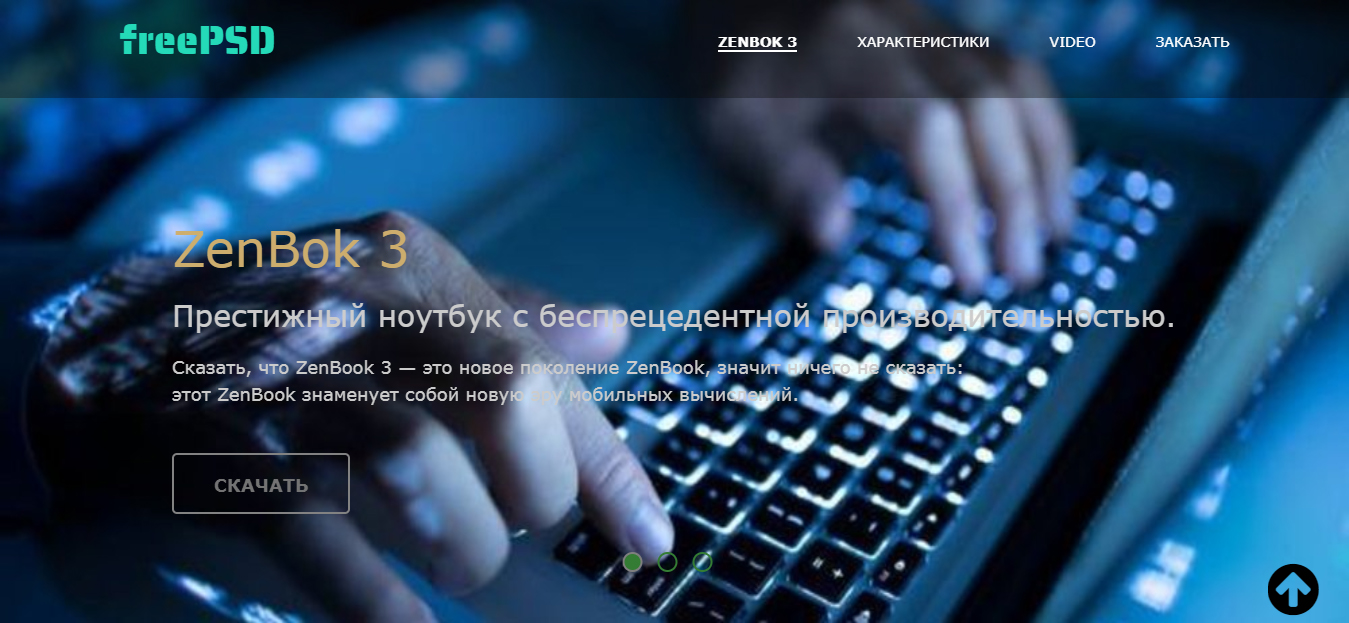 freePSD
ZENBOK 3 ХАРАКТЕРИСТИКИ VIDEO ЗАКАЗАТЬ
ZenBok 3
Престижный ноутбук с беспрецедентной производительностью.
Сказать, что ZenBook 3 — это новое поколение ZenBook, значит ничего не сказать:
этот ZenBook знаменует собой новую эру мобильных вычислений.
СКАЧАТЬ